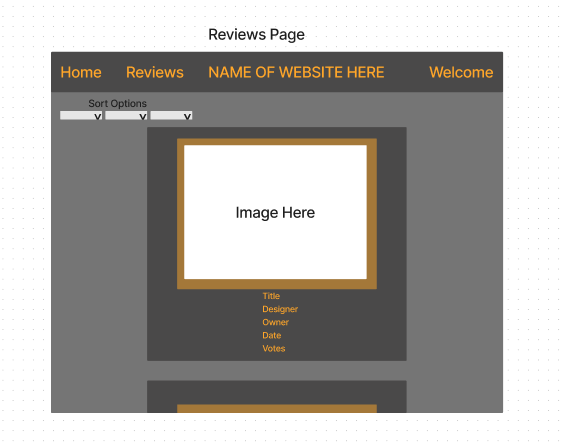 Reviews Page
Home Reviews NAME OF WEBSITE HERE Welcome
Sort Options
v v v
Image Here
Title
Designer
Owner
Date
Votes